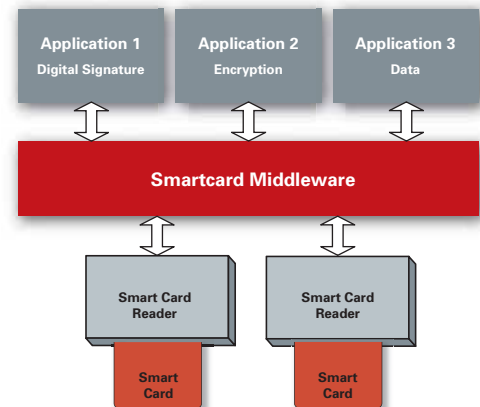 Application 1
Digital Signature
Application 2
Encryption
Application 3
Data
Smartcard Middleware
Smart Card
Reader
Smart Card
Reader
Smart
Card
Smart
Card